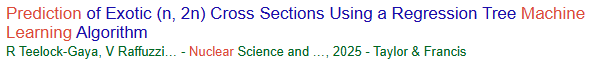 Prediction of Exotic (n, 2n) Cross Sections Using a Regression Tree Machine
Learning Algorithm
R Teelock-Gaya, V Raffuzzi… - Nuclear Science and …, 2025 - Taylor & Francis